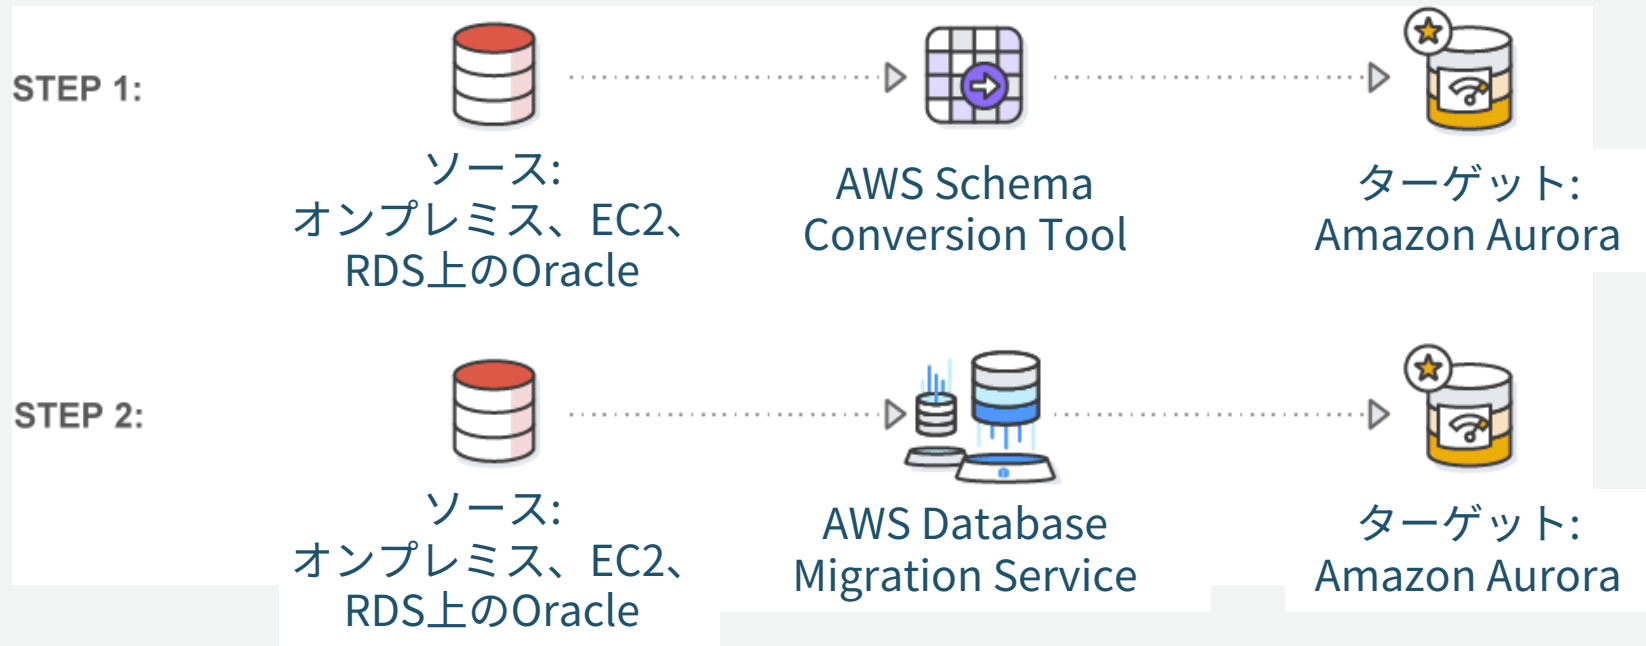 STEP 1:
ソース:
オンプレミス、EC2、
RDS上のOracle
AWS Schema
Conversion Tool
ターゲット:
Amazon Aurora
STEP 2:
ソース:
オンプレミス、EC2、
RDS上のOracle
AWS Database
Migration Service
ターゲット:
Amazon Aurora